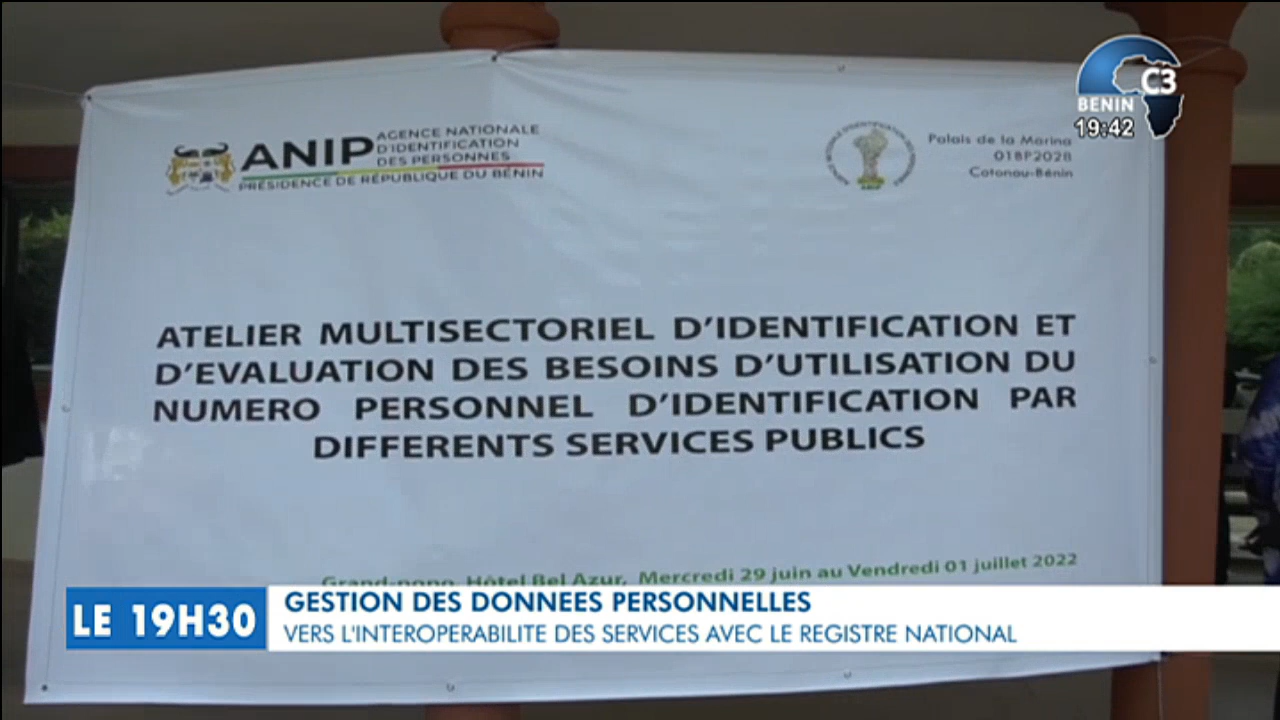 ANIP
AGENCE NATIONALE
D'IDENTIFICATION
DES PERSONNES
PRÉSIDENCE DE RÉPUBLIQUE DU BÉNIN
Palais de la Marina
01BP2028
Cotonou-Bénin
C3
BENIN
19:42
ATELIER MULTISECTORIEL D'IDENTIFICATION ET
D'EVALUATION DES BESOINS D'UTILISATION DU
NUMERO PERSONNEL D'IDENTIFICATION PAR
DIFFERENTS SERVICES PUBLICS
Grand-popo, Hôtel Bel Azur, Mercredi 29 juin au Vendredi 01 juillet 2022
LE 19H30
GESTION DES DONNEES PERSONNELLES
VERS L'INTEROPERABILITE DES SERVICES AVEC LE REGISTRE NATIONAL